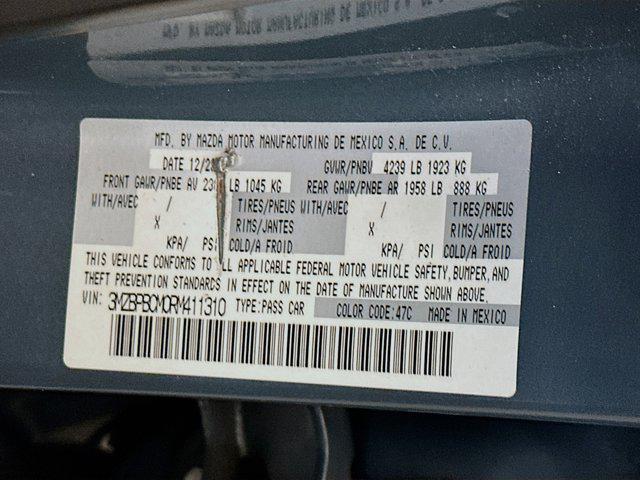 MFD. BY MAZDA MOTOR MANUFACTURING DE MEXICO S.A. DE C.V.
DATE 12/20 GVWR/PNBV 4239 LB 1923 KG
FRONT GAWR/PNBE AV LB 1045 KG REAR GAWR/PNBE AR 1958 LB 888 KG
WITH/AVEC / TIRES/PNEUS WITH/AVEC / TIRES/PNEUS
X RIMS/JANTES X RIMS/JANTES
KPA/ PSI COLD/A FROID KPA/ PSI COLD/A FROID
THIS VEHICLE CONFORMS TO ALL APPLICABLE FEDERAL MOTOR VEHICLE SAFETY, BUMPER, AND
THEFT PREVENTION STANDARDS IN EFFECT ON THE DATE OF MANUFACTURE SHOWN ABOVE.
VIN: 3MZBPBCM0RM411310 TYPE:PASS CAR COLOR CODE:47C MADE IN MEXICO